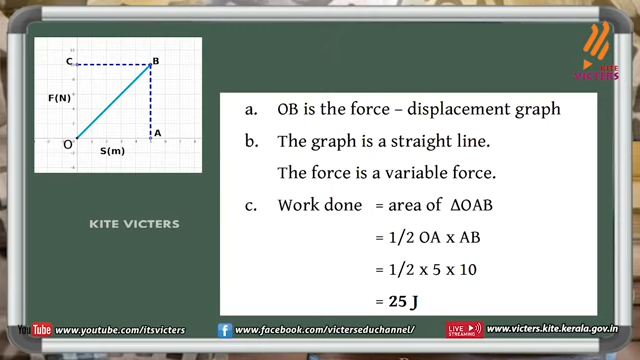 KITE
VICTERS
C
B
F(N)
O
A
S(m)
a. OB is the force – displacement graph
b. The graph is a straight line.
The force is a variable force.
c. Work done = area of ΔOAB
= 1/2 OA x AB
= 1/2 x 5 x 10
= 25 J
KITE VICTERS
YouTube www.youtube.com/itsvicters
f www.facebook.com/victerseduchannel/
LIVE STREAMING www.victers.kite.kerala.gov.in